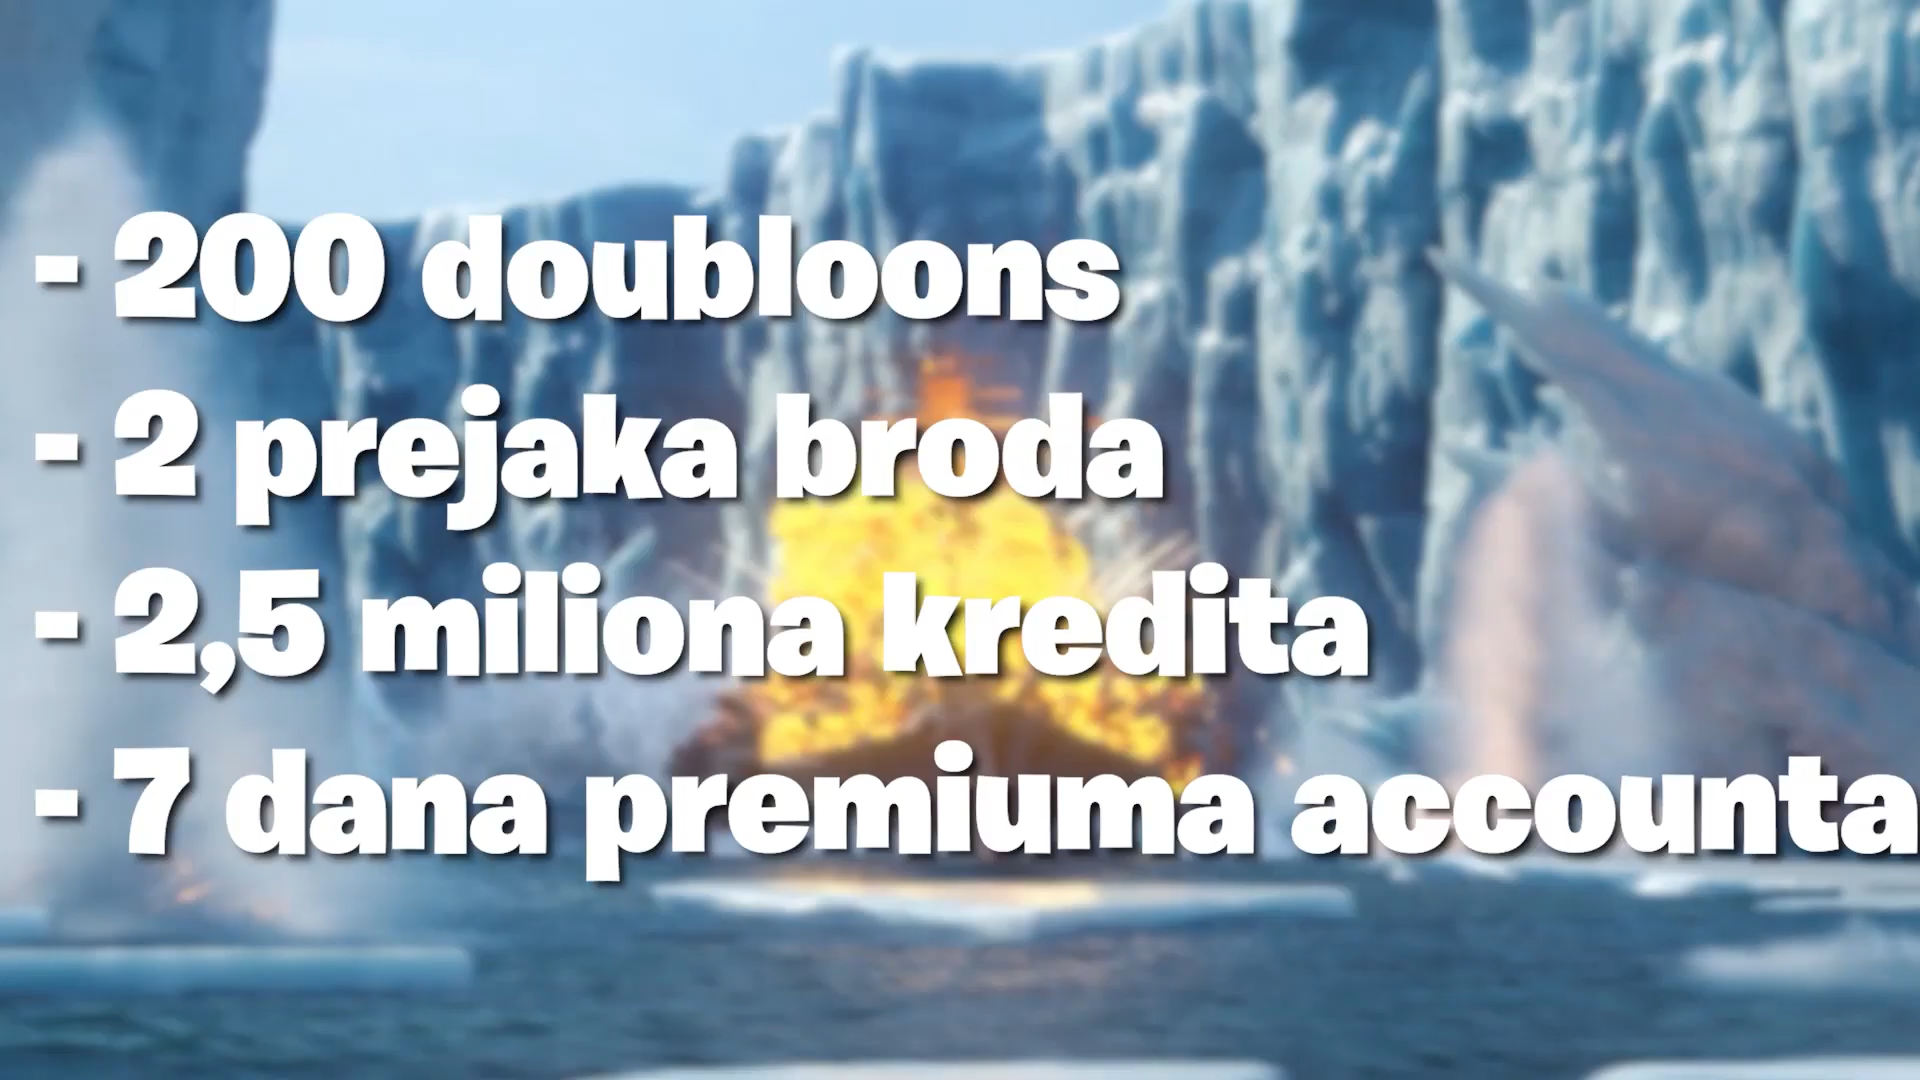 - 200 doubloons
- 2 prejaka broda
- 2,5 miliona kredita
- 7 dana premiuma accounta